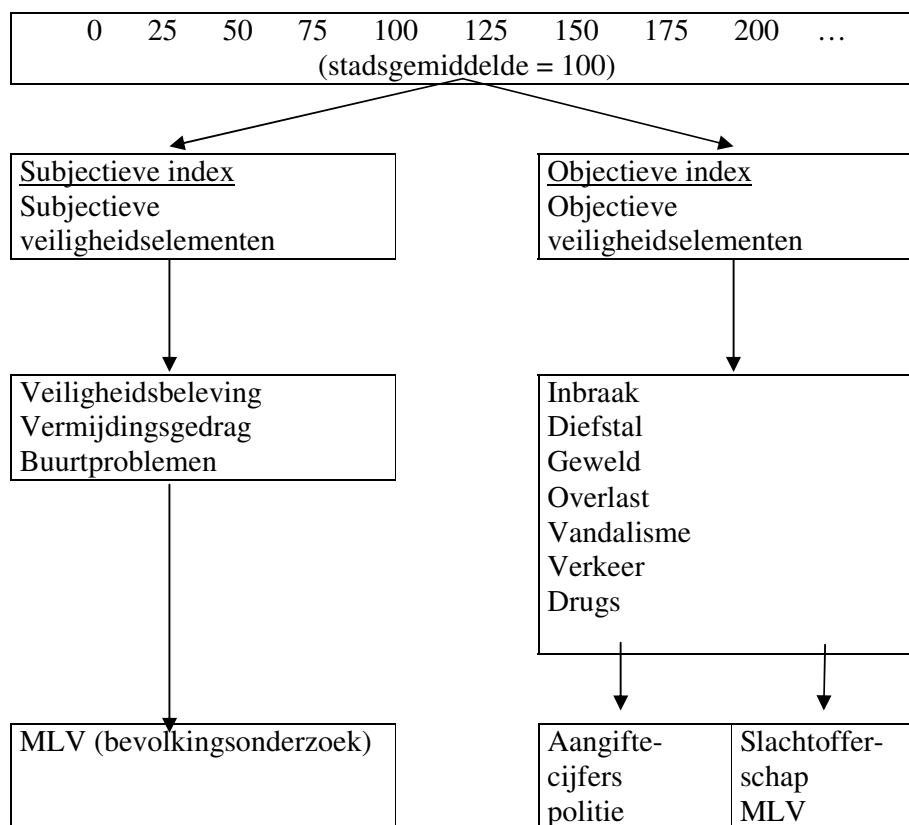 0 25 50 75 100 125 150 175 200 …
(stadsgemiddelde = 100)
Subjectieve index
Subjectieve
veiligheidselementen
Objectieve index
Objectieve
veiligheidselementen
Veiligheidsbeleving
Vermijdingsgedrag
Buurtproblemen
Inbraak
Diefstal
Geweld
Overlast
Vandalisme
Verkeer
Drugs
MLV (bevolkingsonderzoek)
Aangifte-
cijfers
politie
Slachtoffer-
schap
MLV